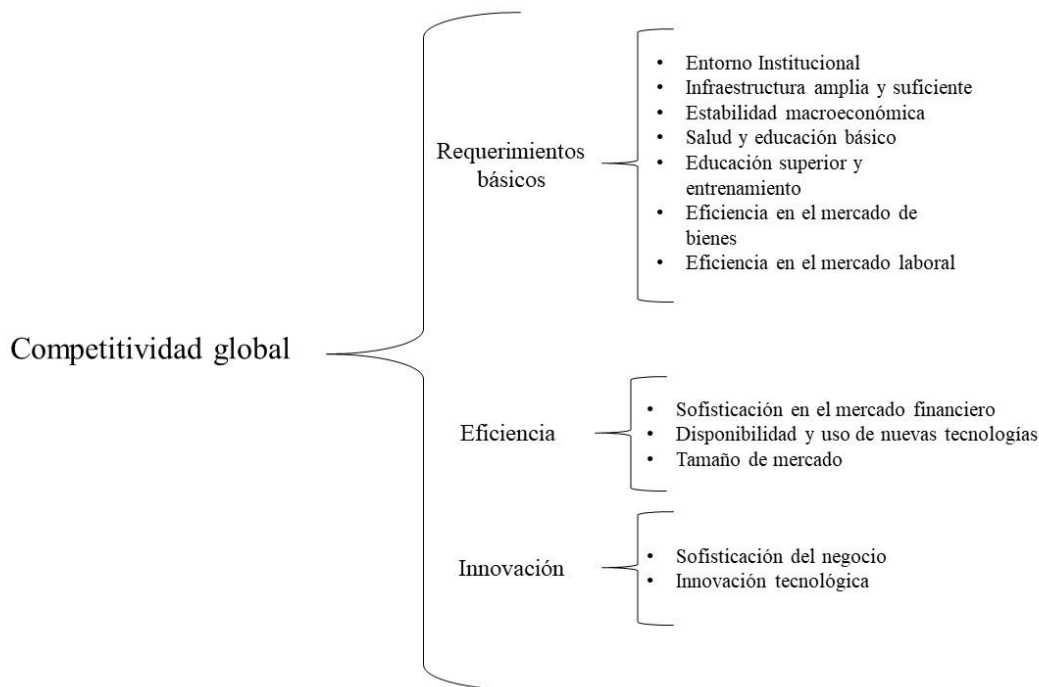 Competitividad global
Requerimientos
básicos
• Entorno Institucional
• Infraestructura amplia y suficiente
• Estabilidad macroeconómica
• Salud y educación básico
• Educación superior y
entrenamiento
• Eficiencia en el mercado de
bienes
• Eficiencia en el mercado laboral
Eficiencia
• Sofisticación en el mercado financiero
• Disponibilidad y uso de nuevas tecnologías
• Tamaño de mercado
Innovación
• Sofisticación del negocio
• Innovación tecnológica